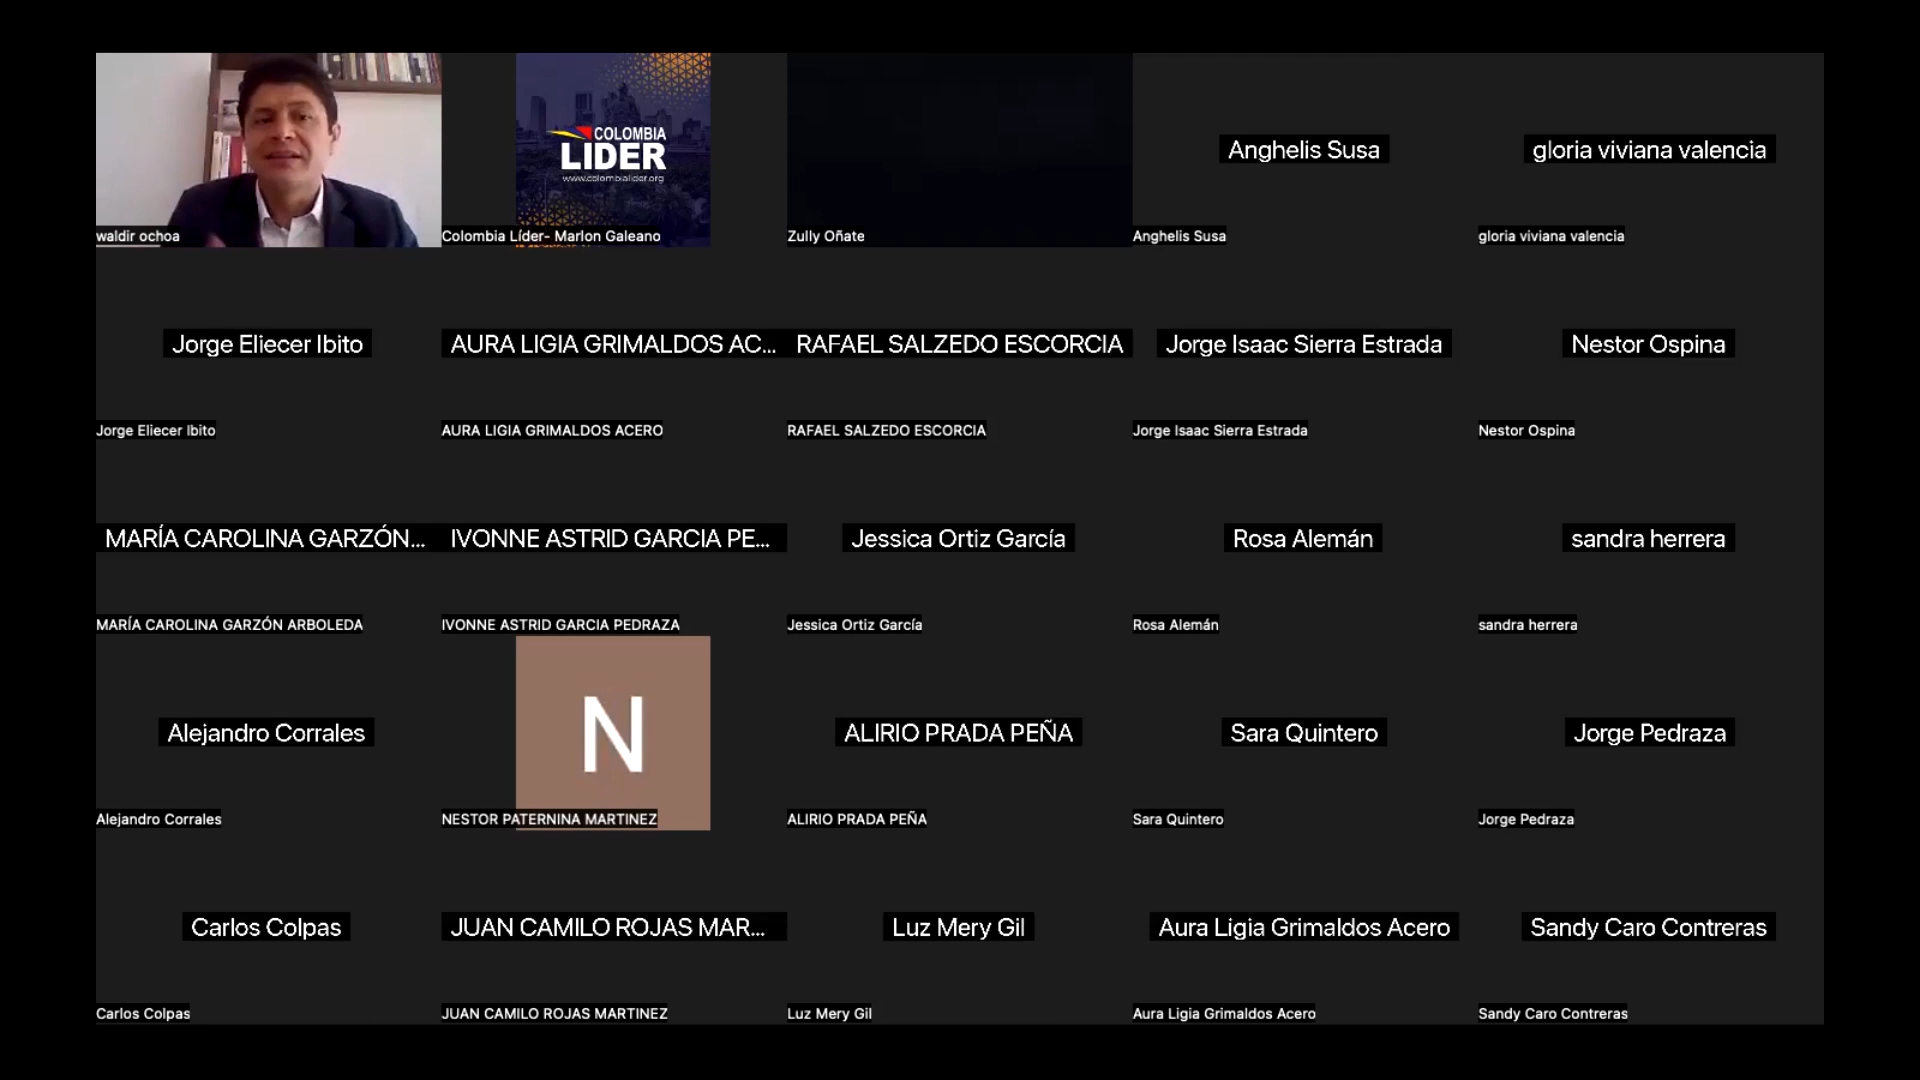 COLOMBIA
LIDER
www.colombialider.org
Anghelis Susa
gloria viviana valencia
waldir ochoa
Colombia Líder- Marlon Galeano
Zully Oñate
Anghelis Susa
gloria viviana valencia
Jorge Eliecer Ibito
AURA LIGIA GRIMALDOS AC...
RAFAEL SALZEDO ESCORCIA
Jorge Isaac Sierra Estrada
Nestor Ospina
Jorge Eliecer Ibito
AURA LIGIA GRIMALDOS ACERO
RAFAEL SALZEDO ESCORCIA
Jorge Isaac Sierra Estrada
Nestor Ospina
MARÍA CAROLINA GARZÓN...
IVONNE ASTRID GARCIA PE...
Jessica Ortiz García
Rosa Alemán
sandra herrera
MARÍA CAROLINA GARZÓN ARBOLEDA
IVONNE ASTRID GARCIA PEDRAZA
Jessica Ortiz García
Rosa Alemán
sandra herrera
Alejandro Corrales
N
ALIRIO PRADA PEÑA
Sara Quintero
Jorge Pedraza
Alejandro Corrales
NESTOR PATERNINA MARTINEZ
ALIRIO PRADA PEÑA
Sara Quintero
Jorge Pedraza
Carlos Colpas
JUAN CAMILO ROJAS MAR...
Luz Mery Gil
Aura Ligia Grimaldos Acero
Sandy Caro Contreras
Carlos Colpas
JUAN CAMILO ROJAS MARTINEZ
Luz Mery Gil
Aura Ligia Grimaldos Acero
Sandy Caro Contreras